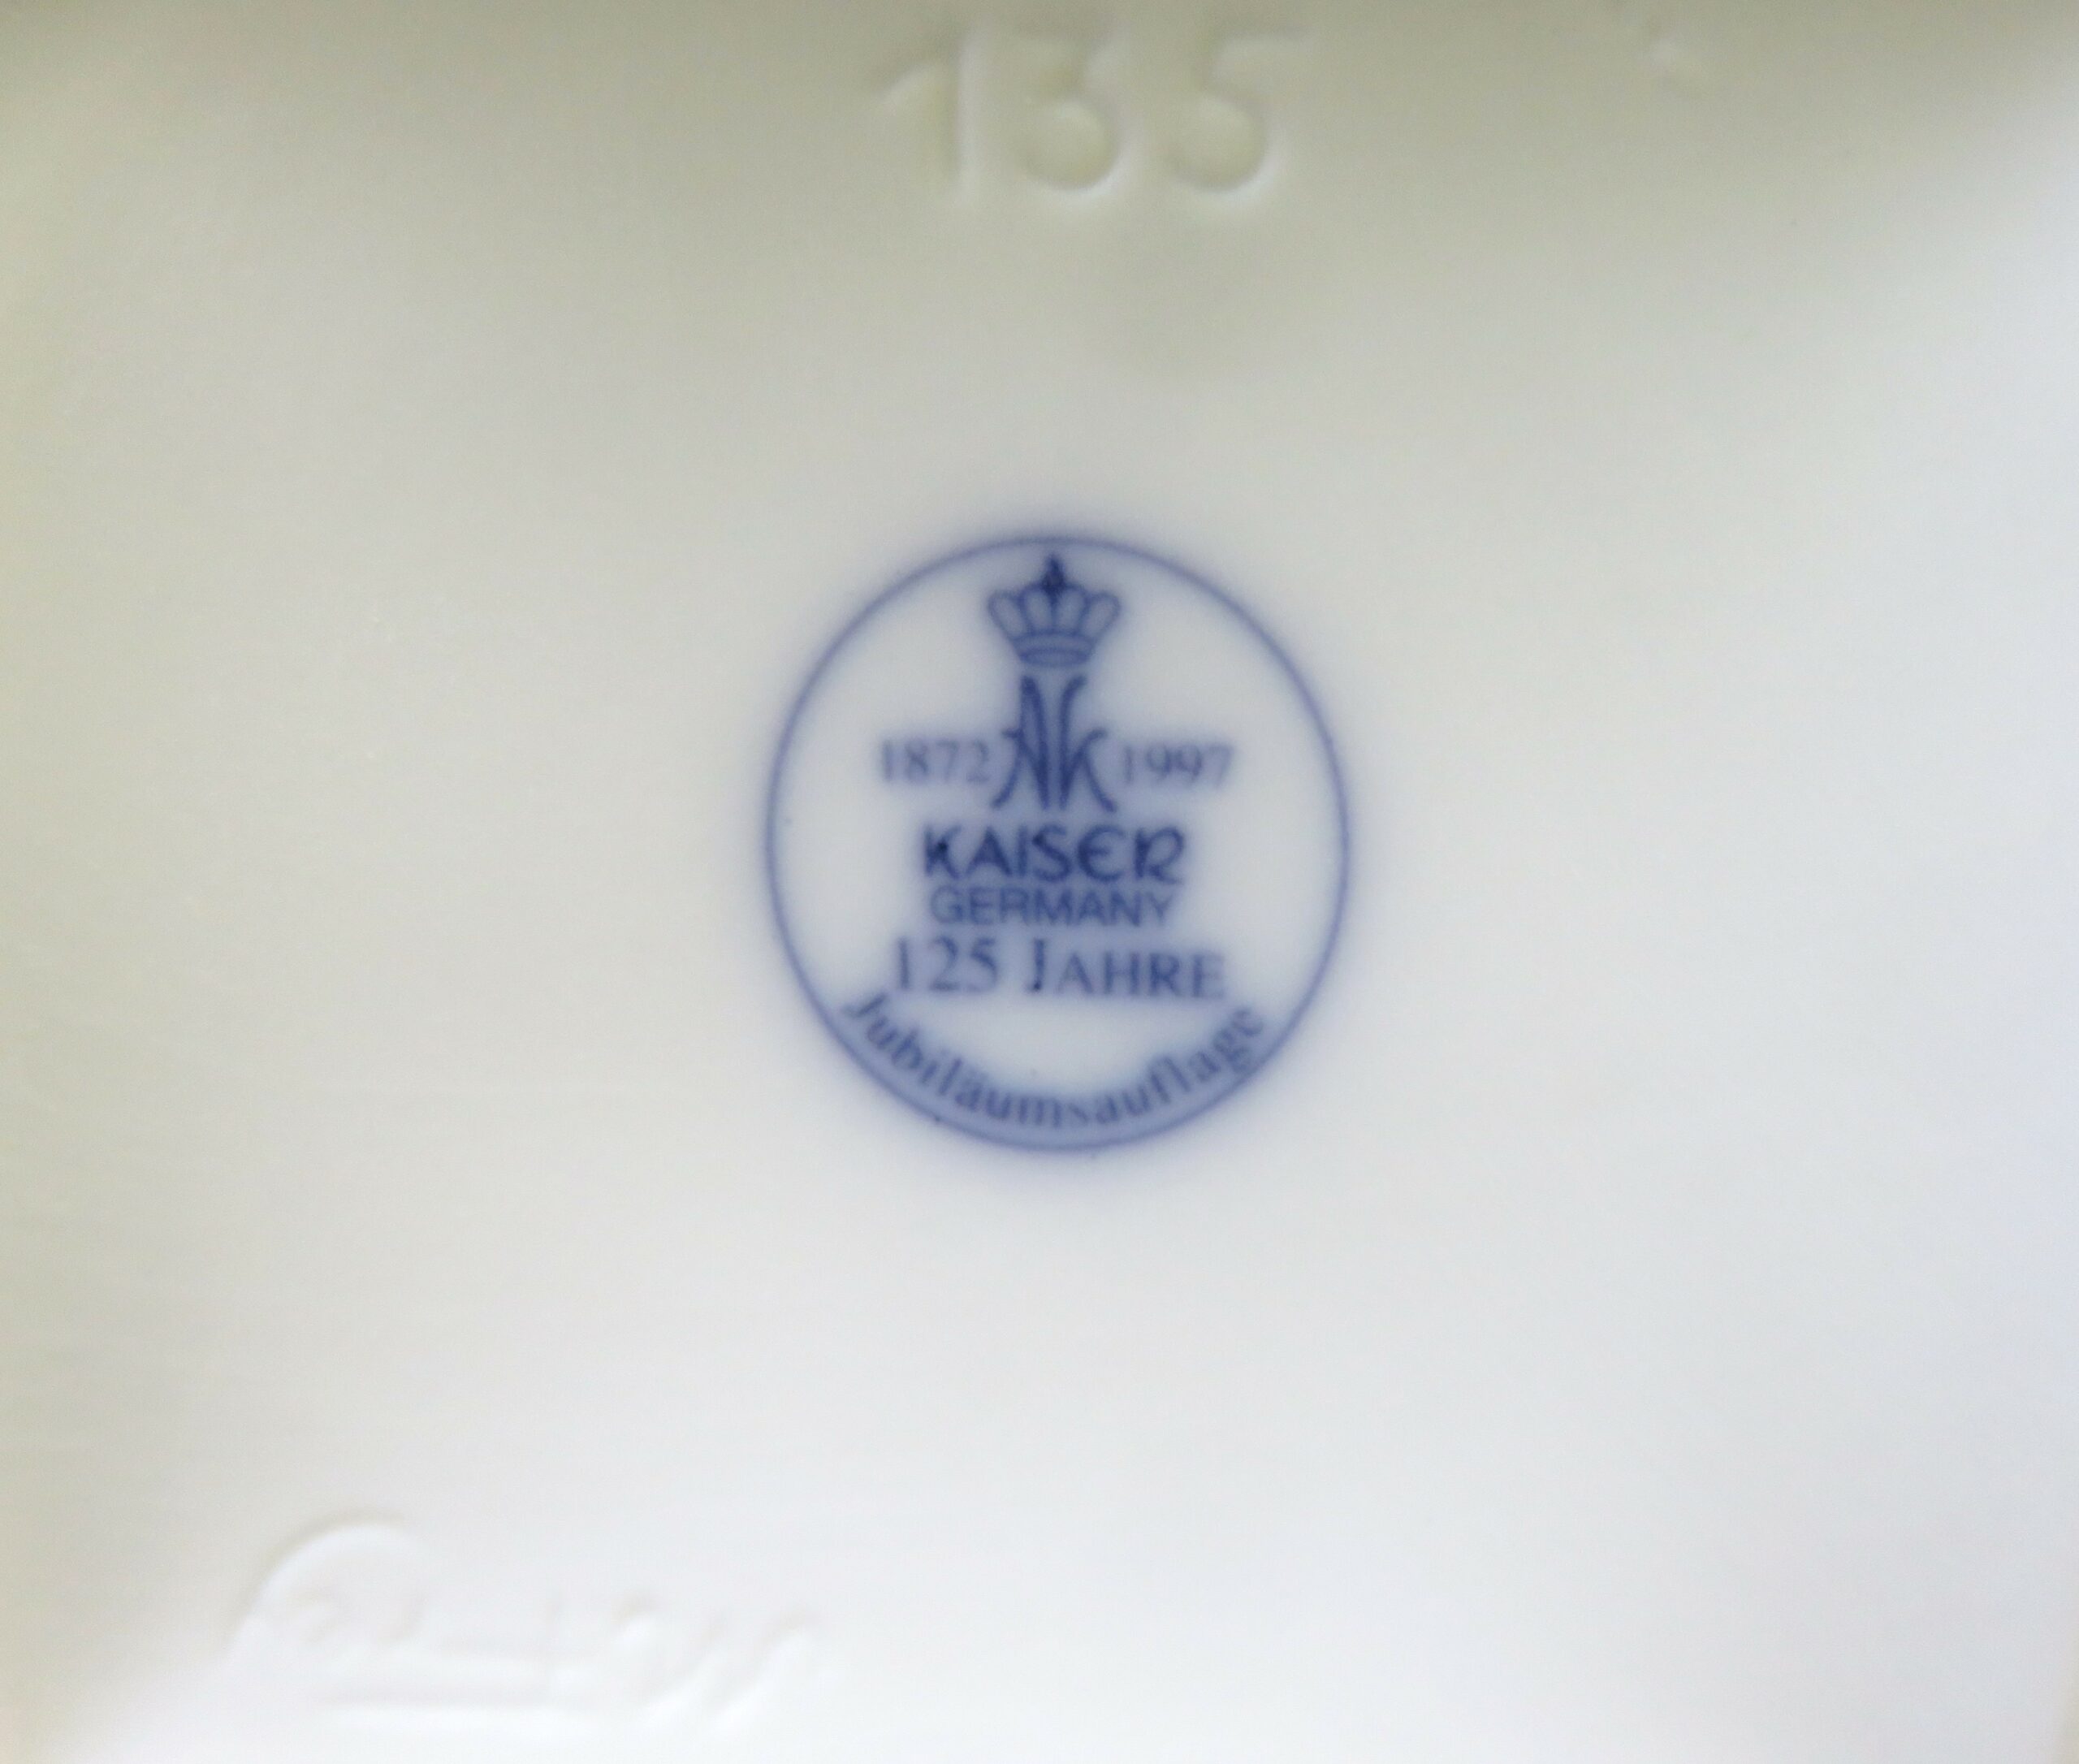 135
1872 AK 1997
KAISER
GERMANY
125 JAHRE
Jubiläumsauflage